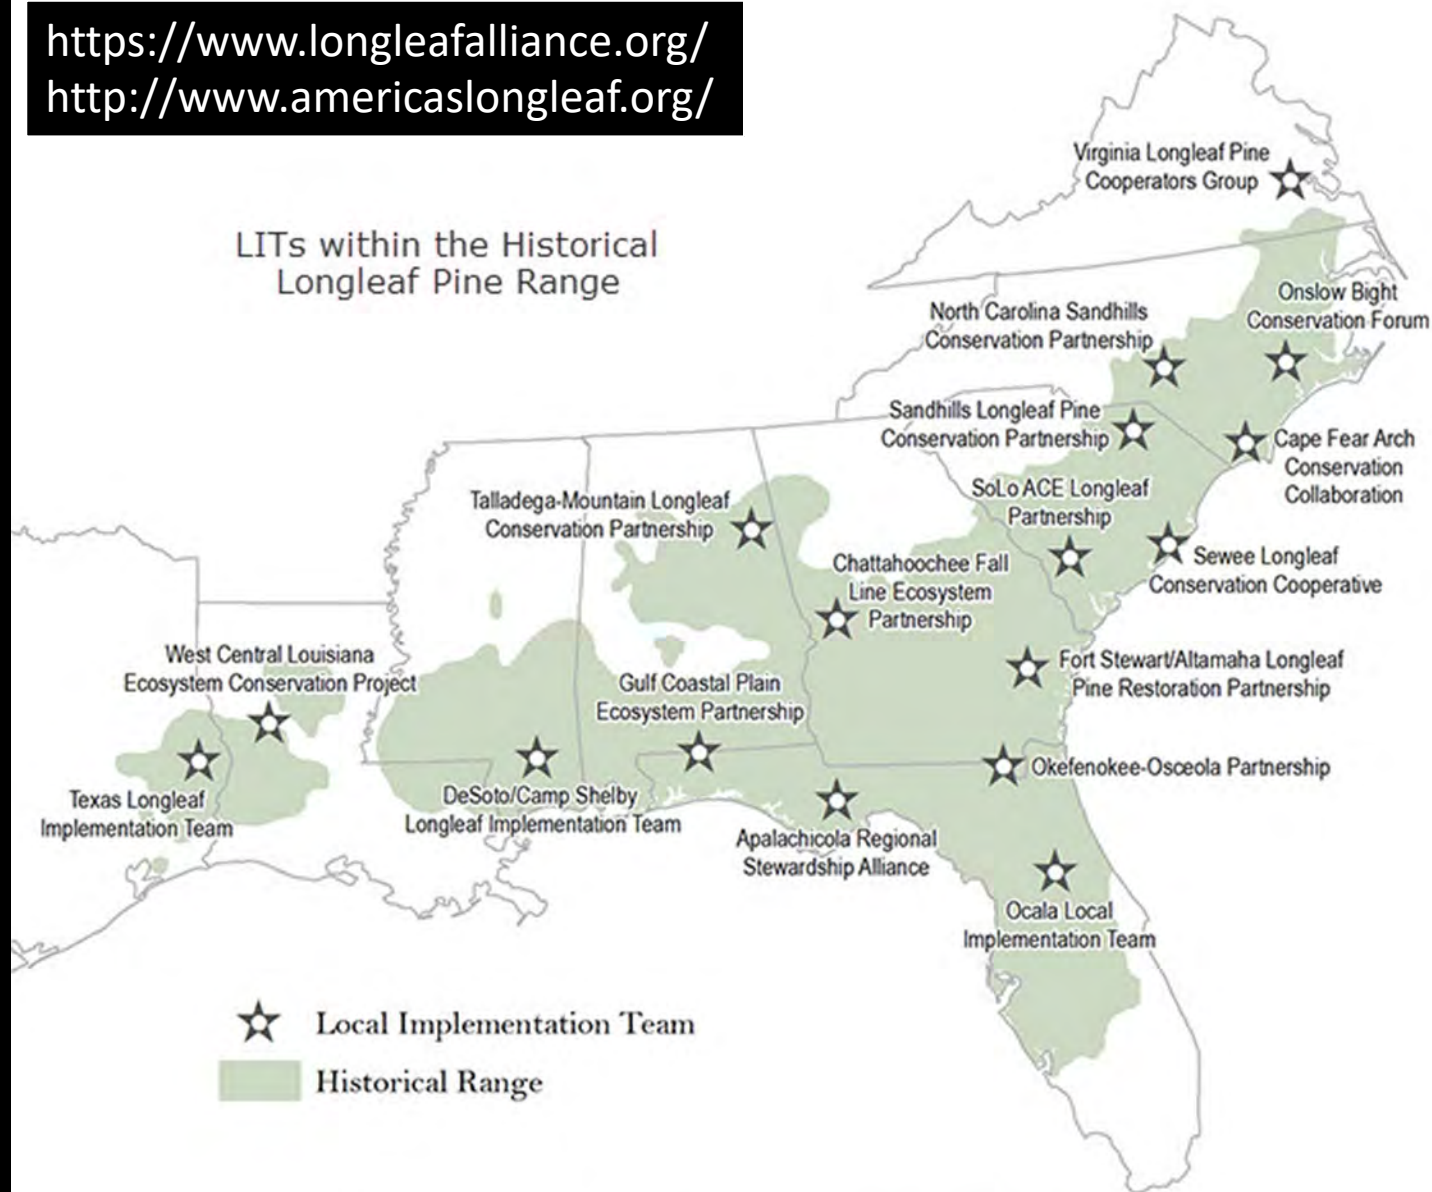 https://www.longleafalliance.org/
http://www.americaslongleaf.org/
LITs within the Historical
Longleaf Pine Range
Virginia Longleaf Pine
Cooperators Group
Onslow Bight
Conservation Forum
North Carolina Sandhills
Conservation Partnership
Sandhills Longleaf Pine
Conservation Partnership
Cape Fear Arch
Conservation
Collaboration
SoLo ACE Longleaf
Partnership
Talladega-Mountain Longleaf
Conservation Partnership
Sewee Longleaf
Conservation Cooperative
Chattahoochee Fall
Line Ecosystem
Partnership
West Central Louisiana
Ecosystem Conservation Project
Gulf Coastal Plain
Ecosystem Partnership
Fort Stewart/Altamaha Longleaf
Pine Restoration Partnership
Okefenokee-Osceola Partnership
Texas Longleaf
Implementation Team
DeSoto/Camp Shelby
Longleaf Implementation Team
Apalachicola Regional
Stewardship Alliance
Ocala Local
Implementation Team
Local Implementation Team
Historical Range